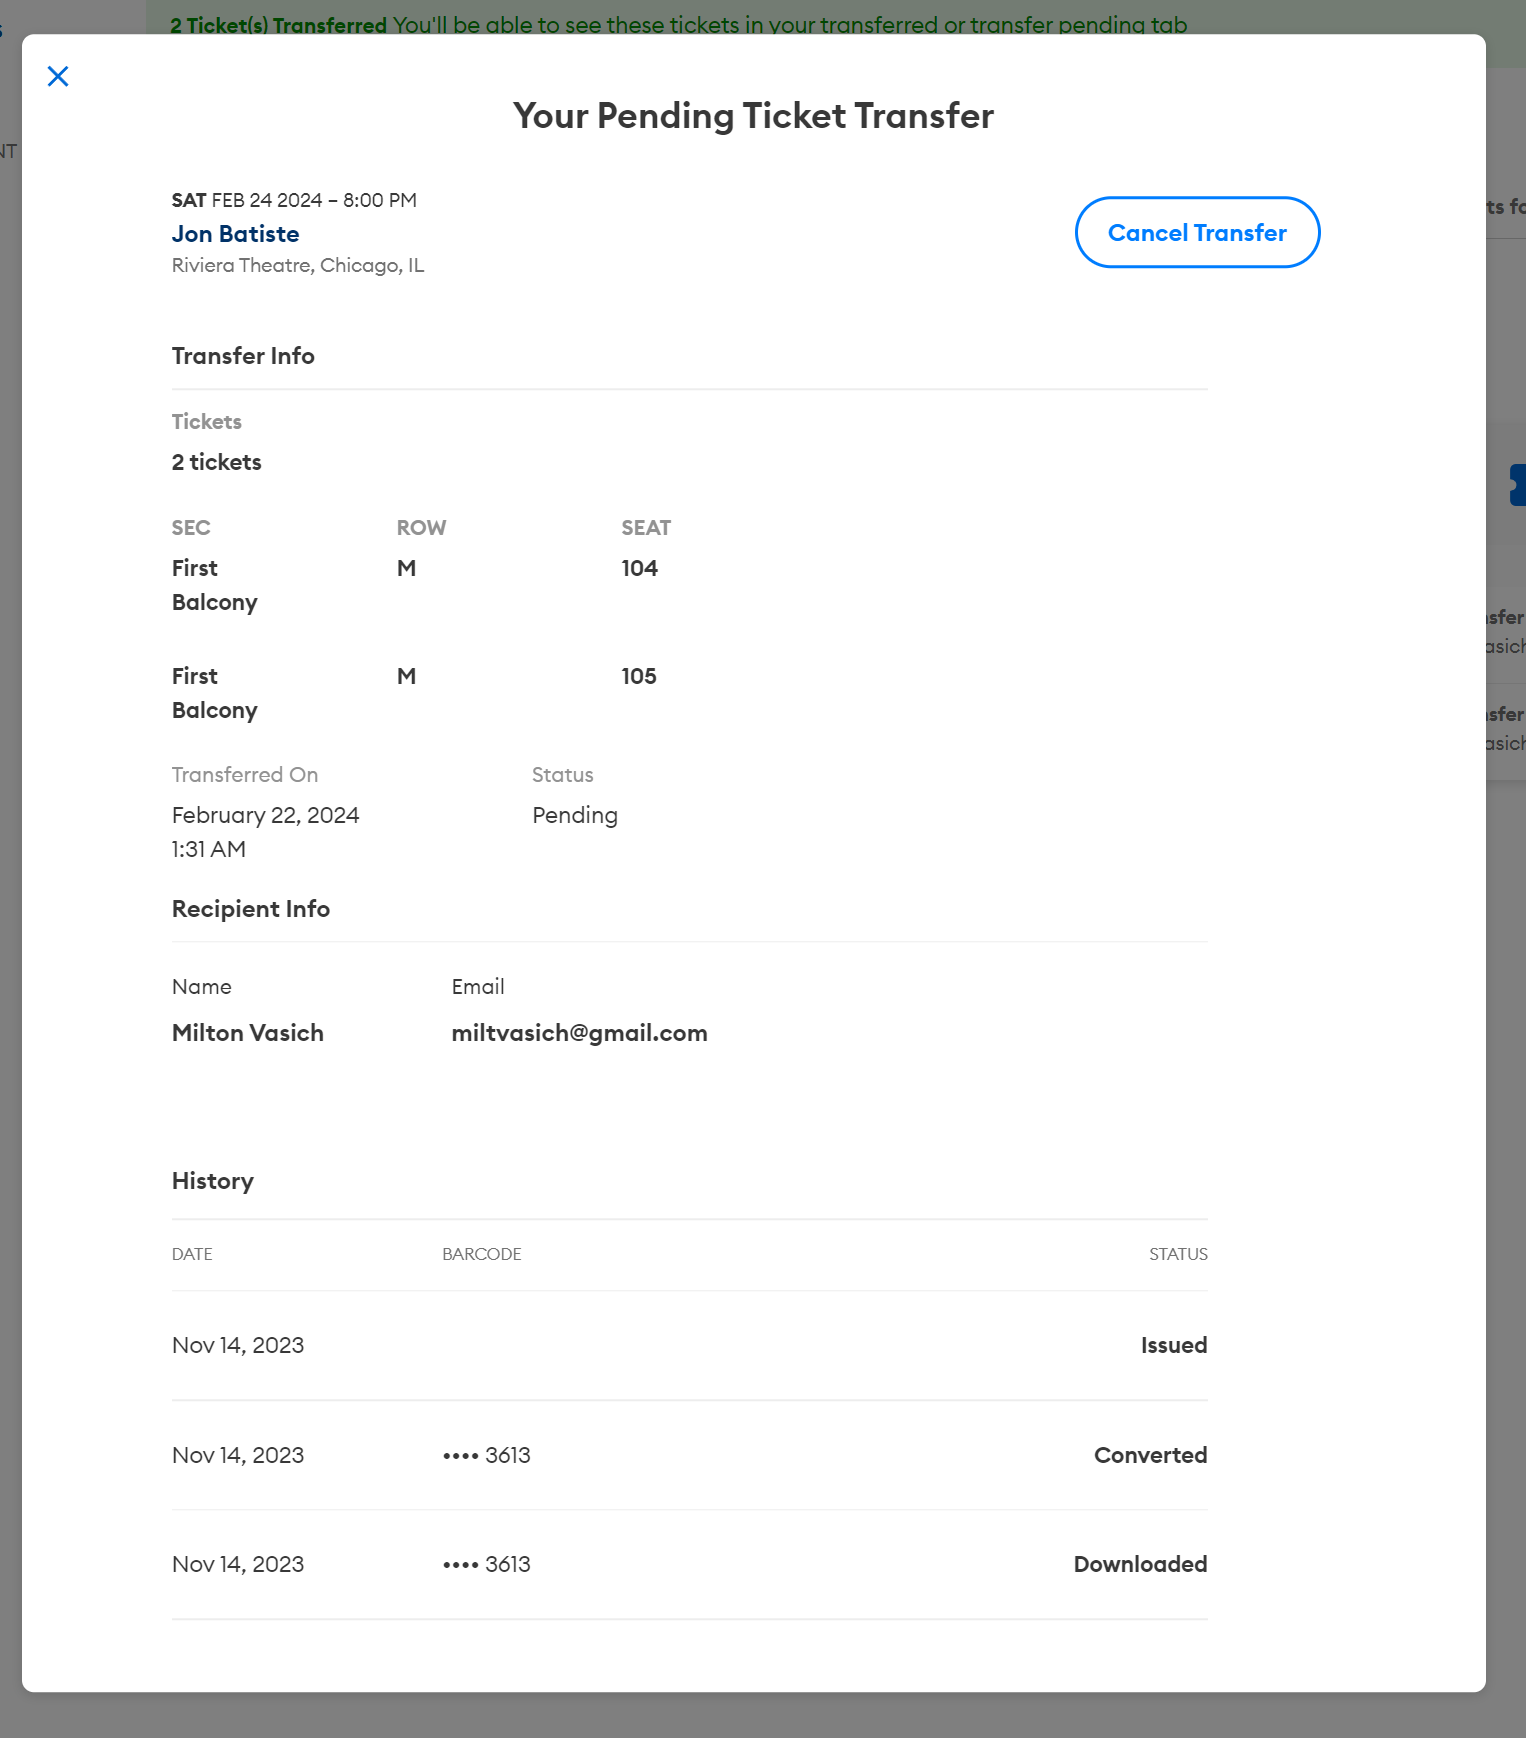 2 Ticket(s) Transferred You'll be able to see these tickets in your transferred or transfer pending tab
Your Pending Ticket Transfer
SAT FEB 24 2024 – 8:00 PM
Jon Batiste
Riviera Theatre, Chicago, IL
Cancel Transfer
Transfer Info
Tickets
2 tickets
SEC ROW SEAT
First Balcony M 104
First Balcony M 105
Transferred On Status
February 22, 2024 Pending
1:31 AM
Recipient Info
Name Email
Milton Vasich miltvasich@gmail.com
History
DATE BARCODE STATUS
Nov 14, 2023 Issued
Nov 14, 2023 •••• 3613 Converted
Nov 14, 2023 •••• 3613 Downloaded